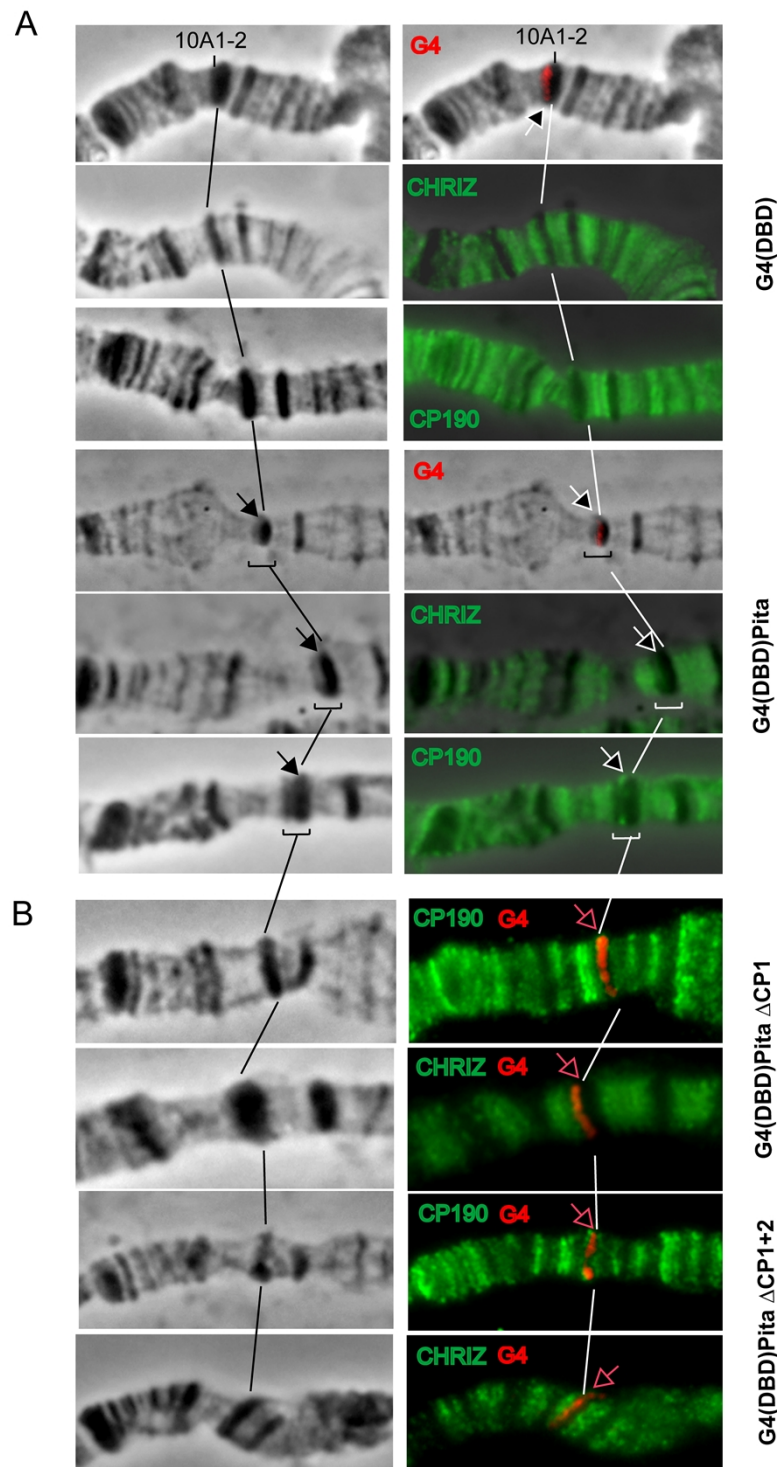 A
10A1-2
10A1-2
G4
CHRIZ
CP190
G4(DBD)
G4
CHRIZ
CP190
G4(DBD)Pita
B
CP190 G4
CHRIZ G4
G4(DBD)Pita ΔCP1
CP190 G4
CHRIZ G4
G4(DBD)Pita ΔCP1+2